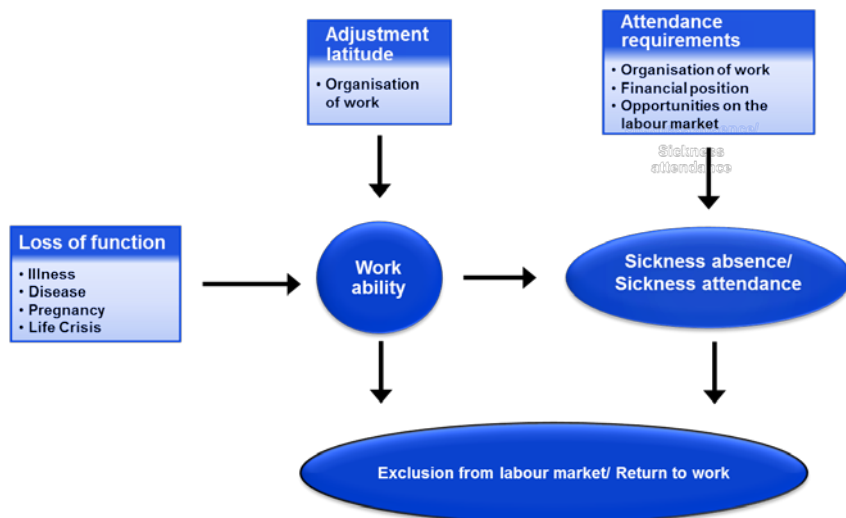 Adjustment
latitude
• Organisation
of work
Attendance
requirements
• Organisation of work
• Financial position
• Opportunities on the
labour market
Sickness
attendance
Loss of function
• Illness
• Disease
• Pregnancy
• Life Crisis
Work
ability
Sickness absence/
Sickness attendance
Exclusion from labour market/ Return to work